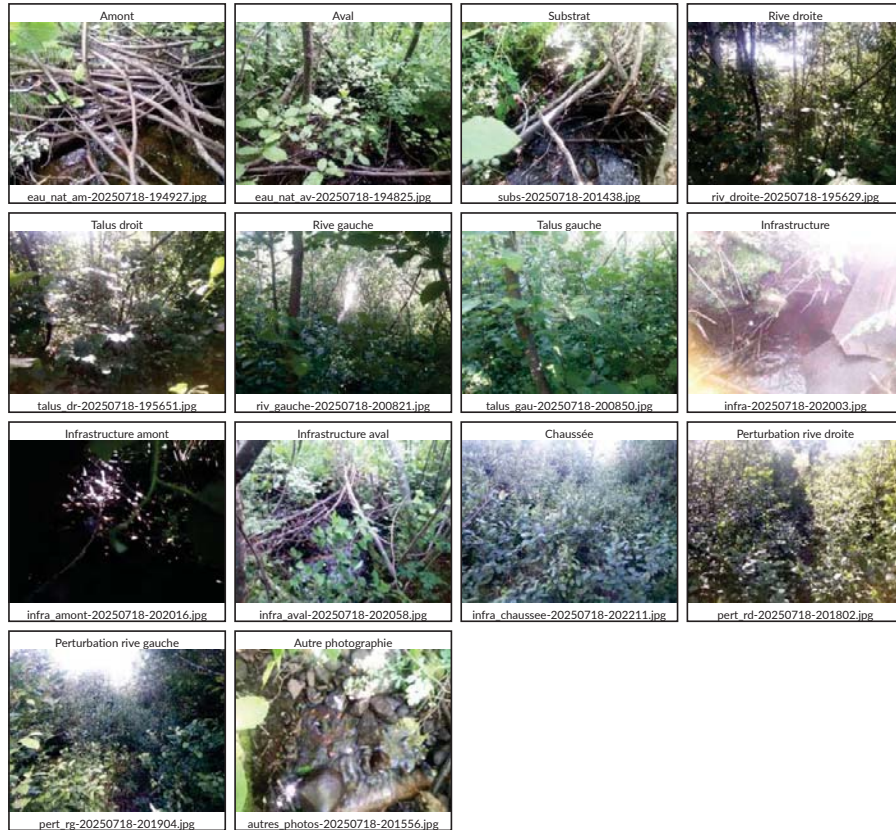 Amont
eau_nat_am-20250718-194927.jpg
Aval
eau_nat_av-20250718-194825.jpg
Substrat
subs-20250718-201438.jpg
Rive droite
riv_droite-20250718-195629.jpg
Talus droit
talus_dr-20250718-195651.jpg
Rive gauche
riv_gauche-20250718-200821.jpg
Talus gauche
talus_gau-20250718-200850.jpg
Infrastructure
infra-20250718-202003.jpg
Infrastructure amont
infra_amont-20250718-202016.jpg
Infrastructure aval
infra_aval-20250718-202058.jpg
Chaussée
infra_chaussee-20250718-202211.jpg
Perturbation rive droite
pert_rd-20250718-201802.jpg
Perturbation rive gauche
pert_rg-20250718-201904.jpg
Autre photographie
autres_photos-20250718-201556.jpg